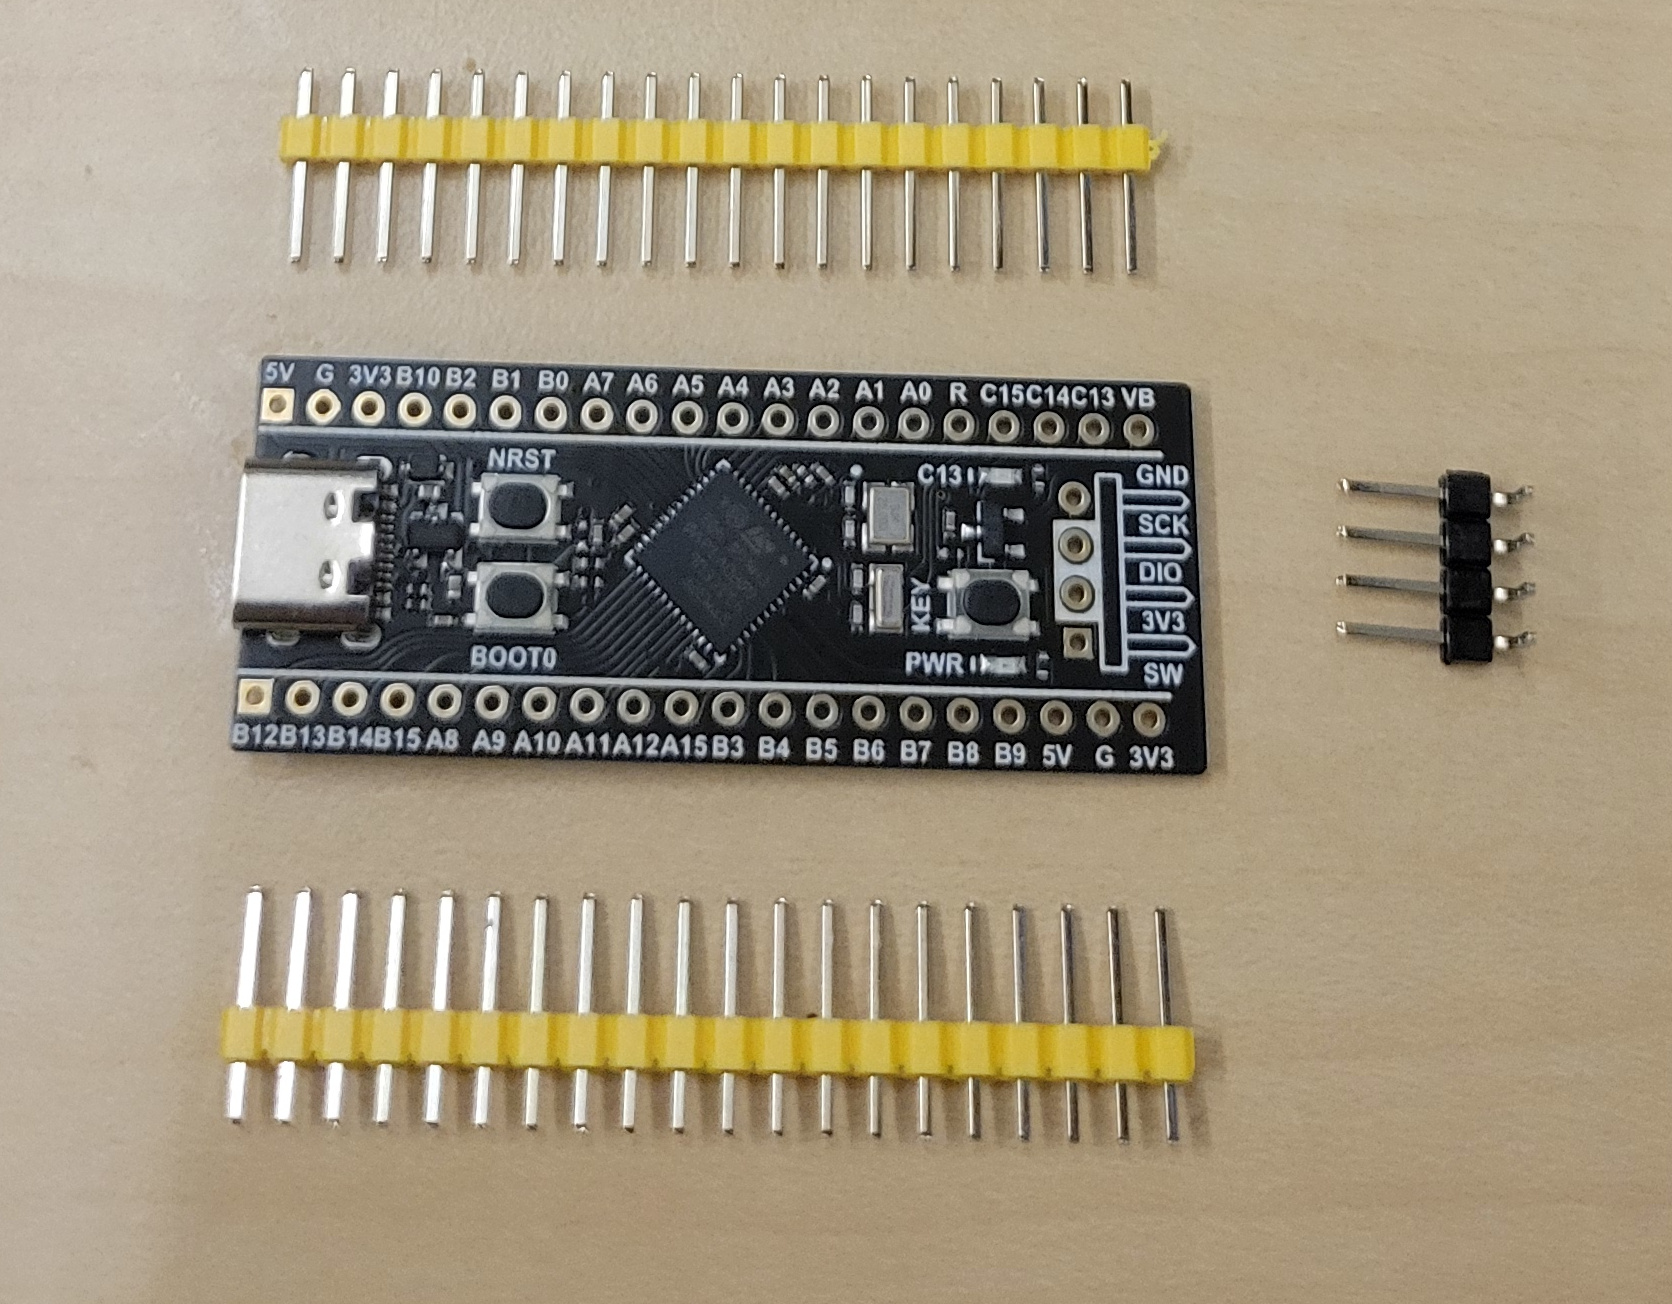 5V G 3V3 B10 B2 B1 B0 A7 A6 A5 A4 A3 A2 A1 A0 R C15 C14 C13 VB
NRST
C13
GND
SCK
DIO
3V3
SW
KEY
BOOT0
PWR
B12 B13 B14 B15 A8 A9 A10 A11 A12 A15 B3 B4 B5 B6 B7 B8 B9 5V G 3V3